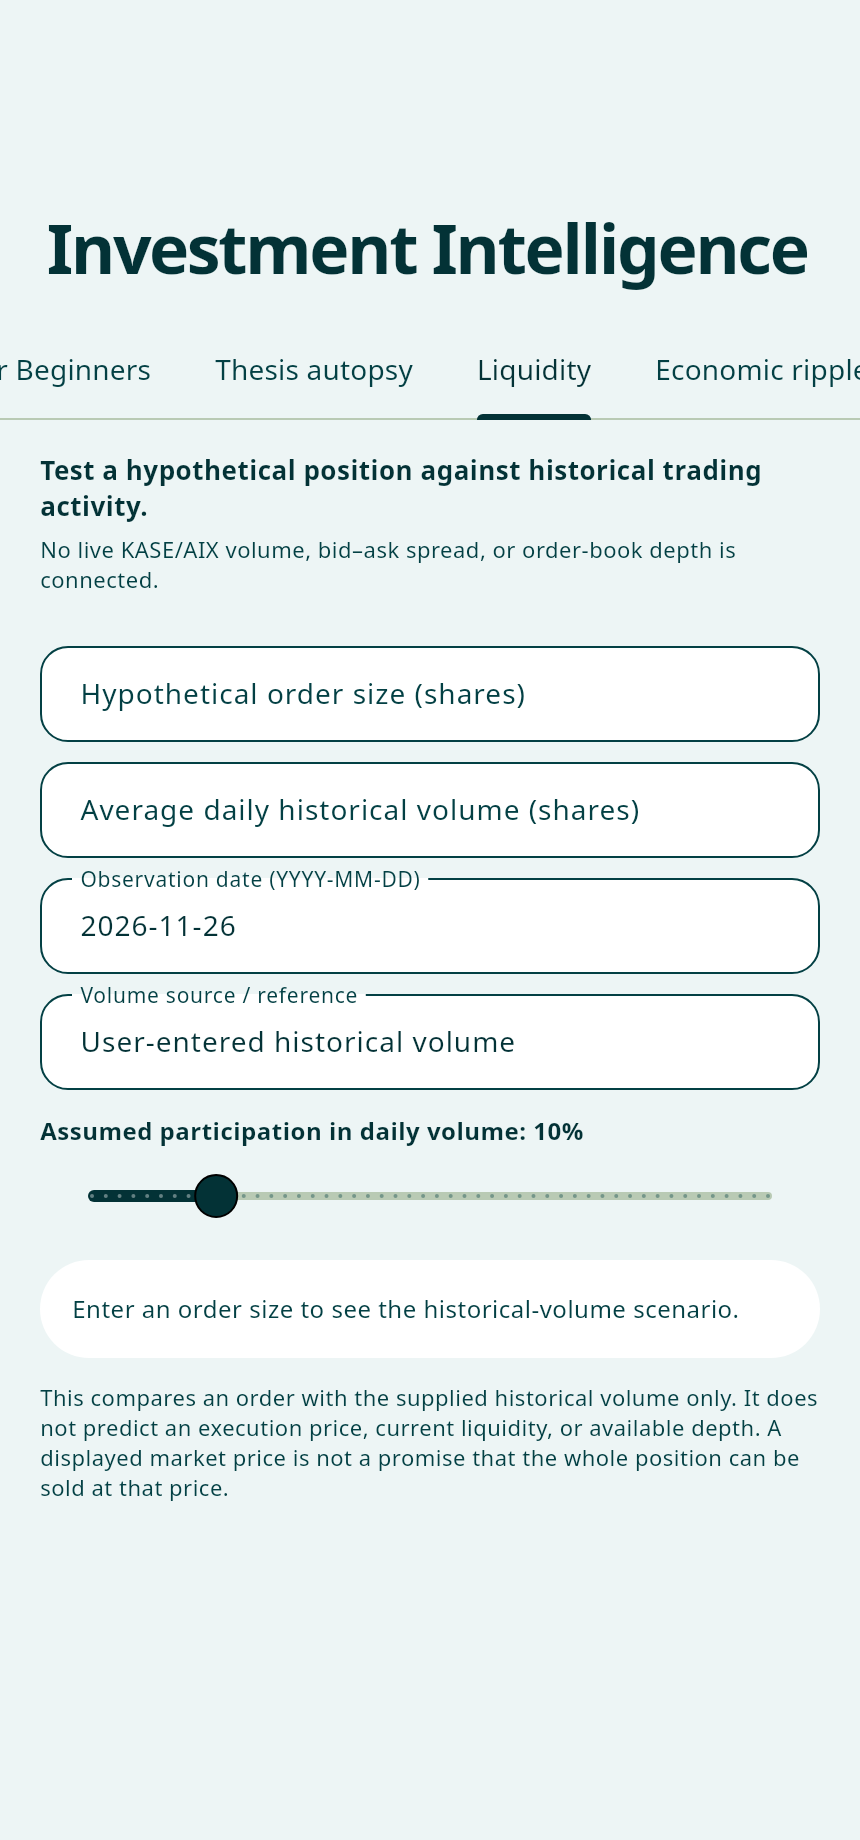 Investment Intelligence
r Beginners Thesis autopsy Liquidity Economic ripple
Test a hypothetical position against historical trading
activity.
No live KASE/AIX volume, bid–ask spread, or order-book depth is
connected.
Hypothetical order size (shares)
Average daily historical volume (shares)
Observation date (YYYY-MM-DD)
2026-11-26
Volume source / reference
User-entered historical volume
Assumed participation in daily volume: 10%
Enter an order size to see the historical-volume scenario.
This compares an order with the supplied historical volume only. It does
not predict an execution price, current liquidity, or available depth. A
displayed market price is not a promise that the whole position can be
sold at that price.